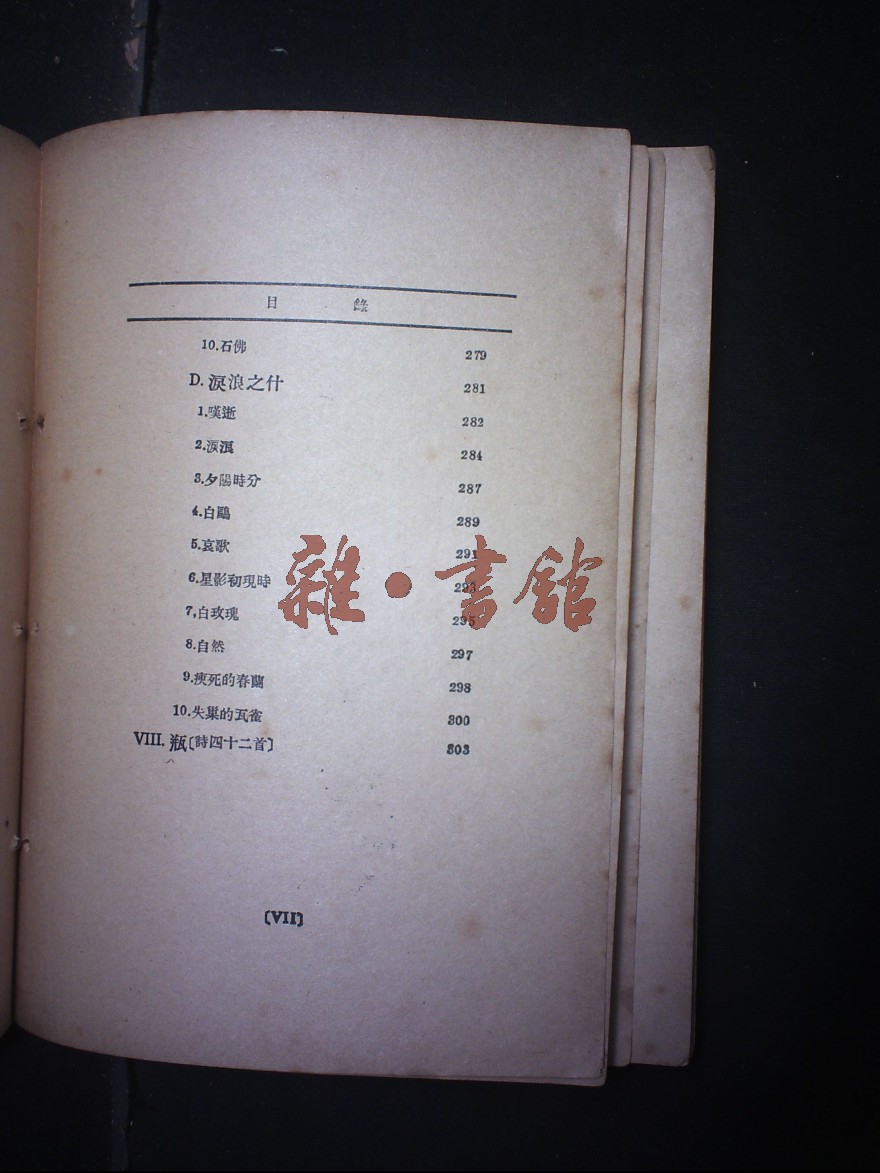 目 錄
10.石佛 279
D. 淚浪之什 281
1.嘆逝 282
2.淚浪 284
3.夕陽時分 287
4.白鷗 289
5.哀歌 291
6.星影初現時 293
7.白玫瑰 295
8.自然 297
9.瘐死的春蘭 298
10.失巢的瓦雀 300
VIII. 瓶〔詩四十二首〕 303
〔VII〕
雜·書館